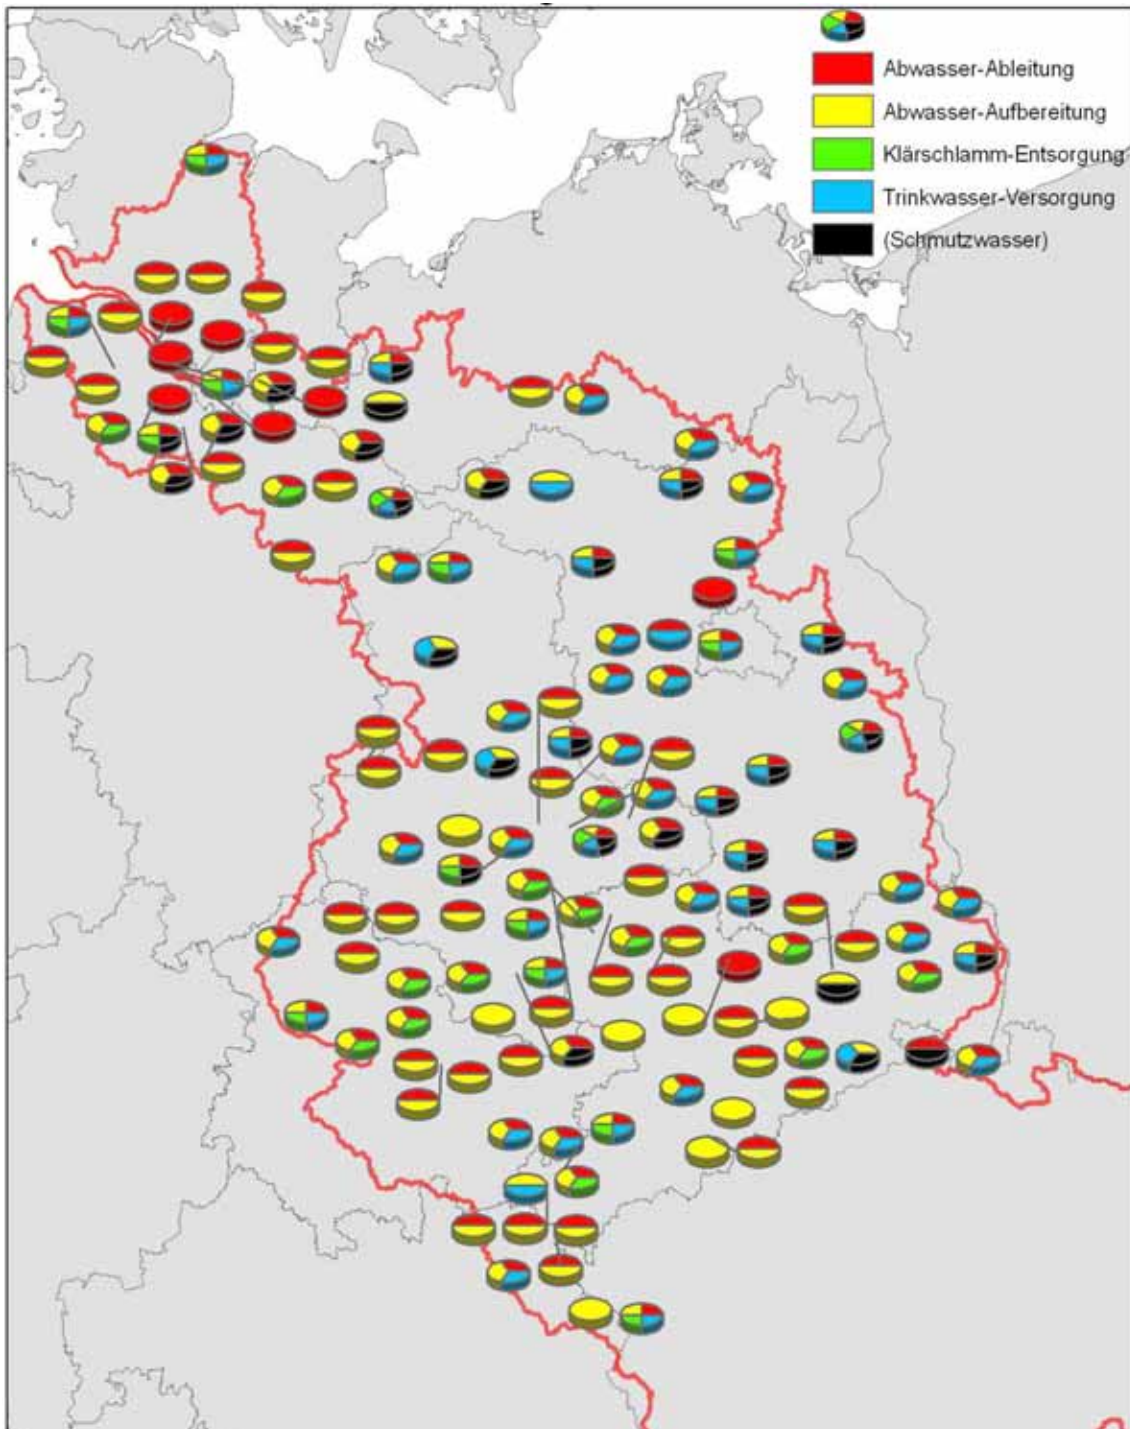 Abwasser-Ableitung
Abwasser-Aufbereitung
Klärschlamm-Entsorgung
Trinkwasser-Versorgung
(Schmutzwasser)